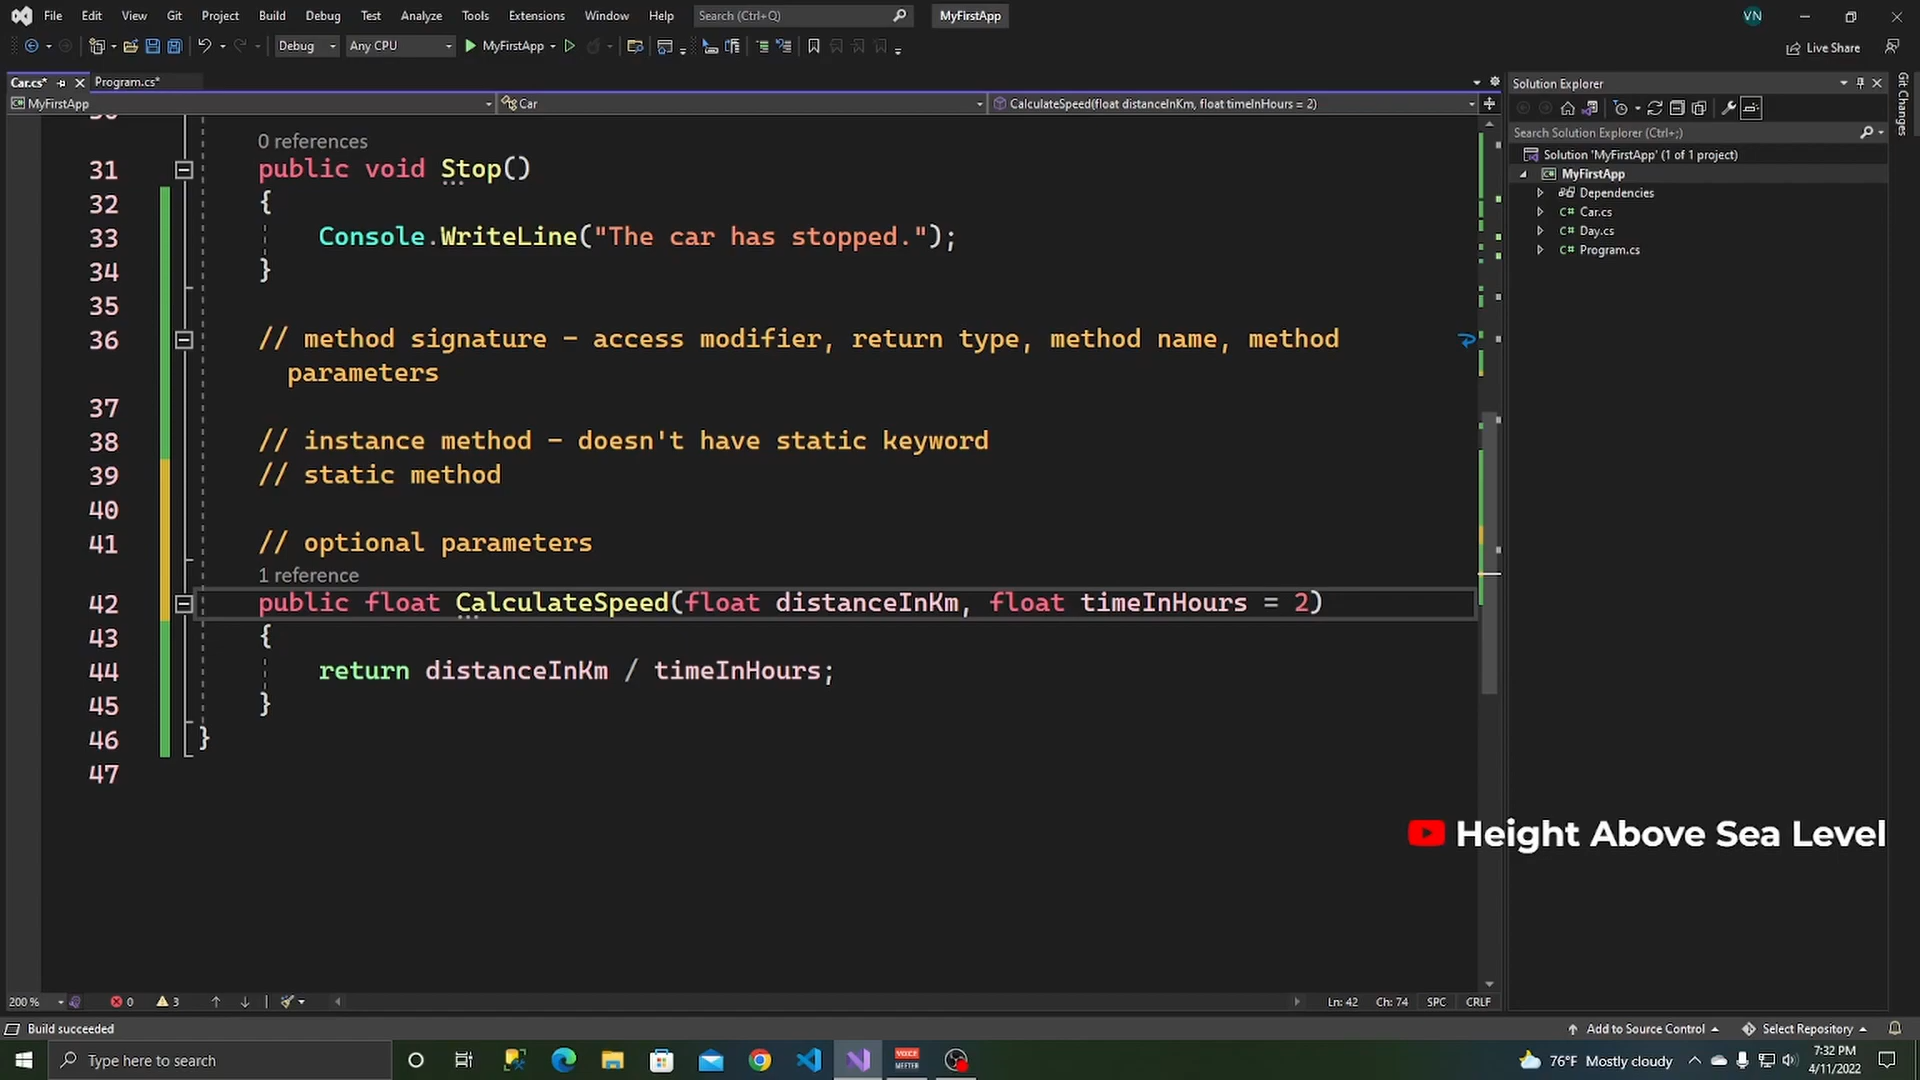 File Edit View Git Project Build Debug Test Analyze Tools Extensions Window Help Search (Ctrl+Q) MyFirstApp VN
Debug Any CPU MyFirstApp Live Share
Car.cs* Program.cs*
MyFirstApp Car CalculateSpeed(float distanceInKm, float timeInHours = 2)
0 references
31 public void Stop()
32 {
33 Console.WriteLine("The car has stopped.");
34 }
35
36 // method signature - access modifier, return type, method name, method
parameters
37
38 // instance method - doesn't have static keyword
39 // static method
40
41 // optional parameters
1 reference
42 public float CalculateSpeed(float distanceInKm, float timeInHours = 2)
43 {
44 return distanceInKm / timeInHours;
45 }
46 }
47
Solution Explorer
Search Solution Explorer (Ctrl+;)
Solution 'MyFirstApp' (1 of 1 project)
MyFirstApp
Dependencies
C# Car.cs
C# Day.cs
C# Program.cs
Git Changes
Height Above Sea Level
200 % 0 3 Ln: 42 Ch: 74 SPC CRLF
Build succeeded Add to Source Control Select Repository
Type here to search VOICE MEETER 76°F Mostly cloudy 7:32 PM
4/11/2022